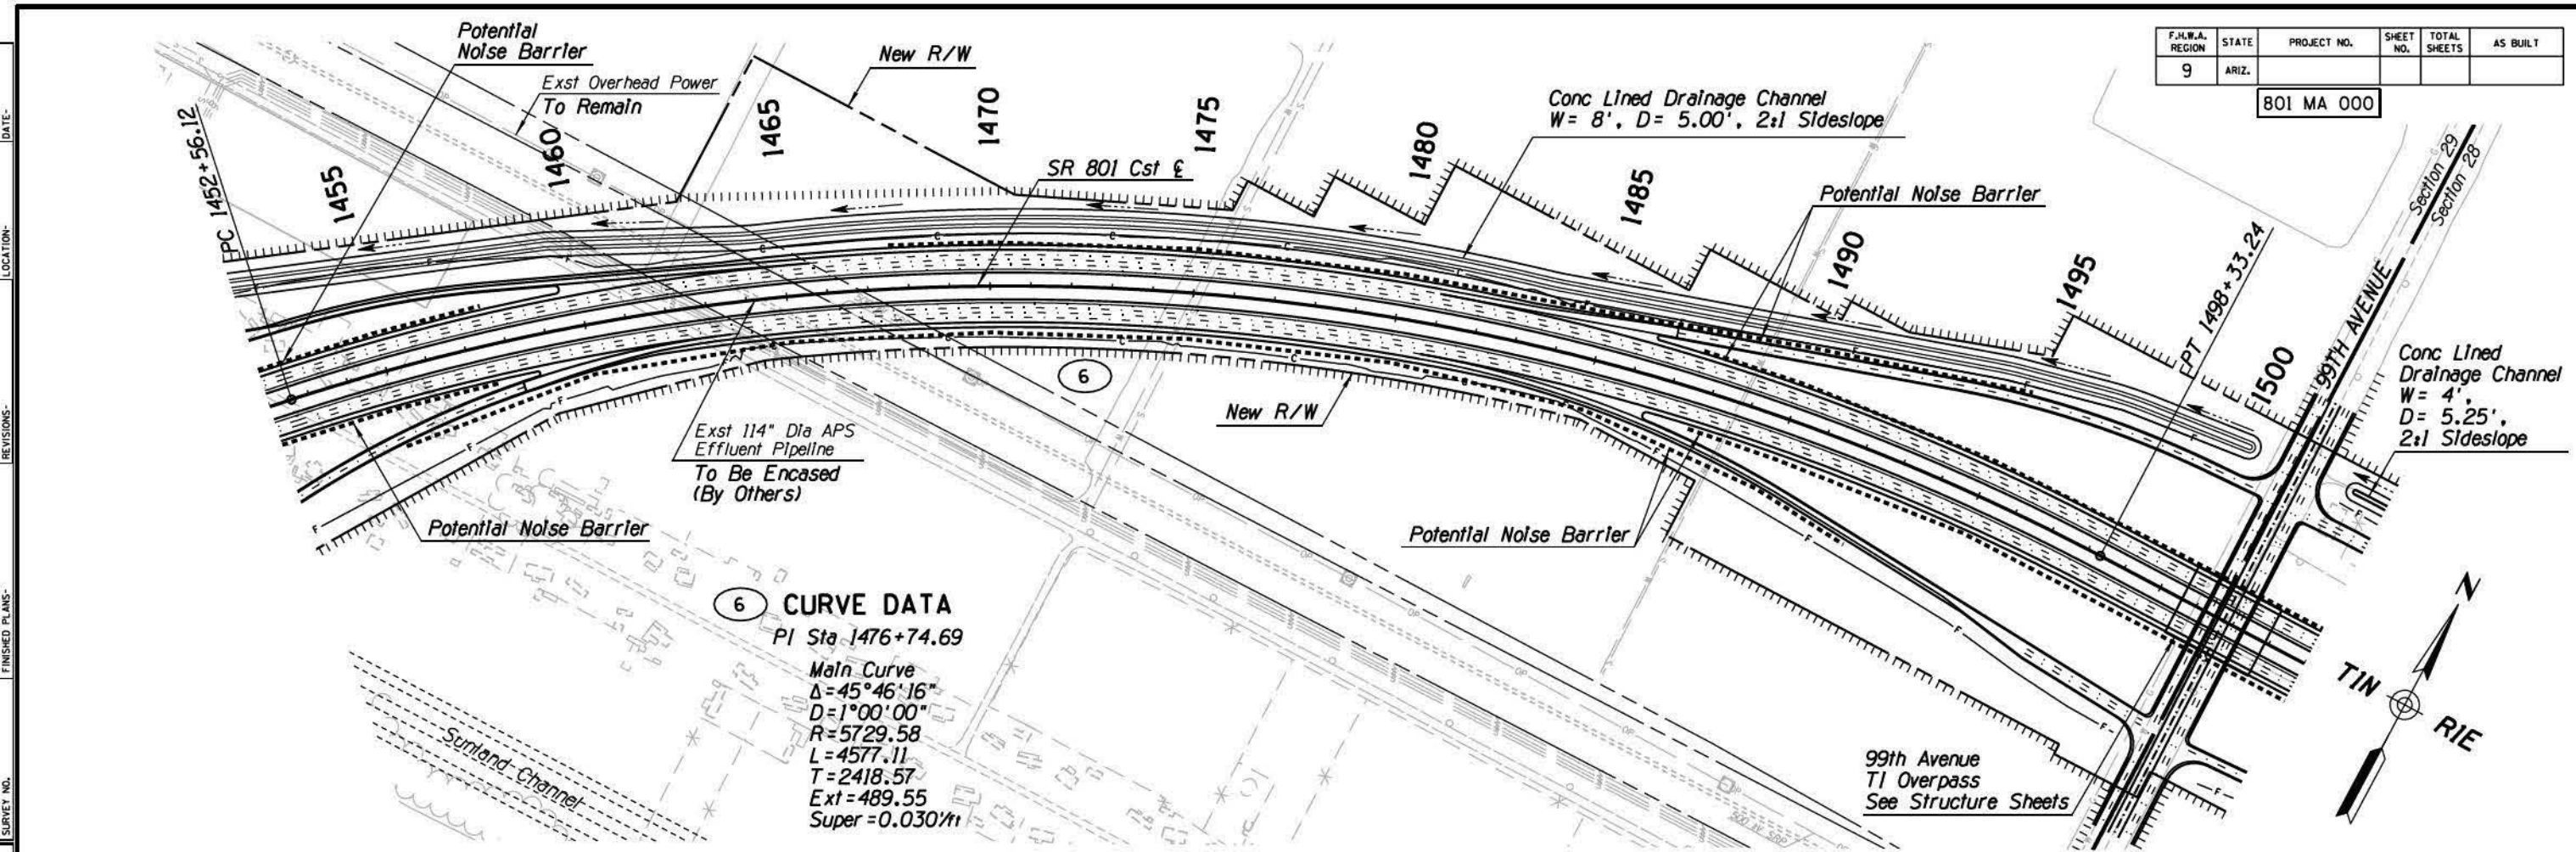 F.H.W.A. REGION
STATE
PROJECT NO.
SHEET NO.
TOTAL SHEETS
AS BUILT
9
ARIZ.
801 MA 000
DATE-
LOCATION-
REVISIONS-
FINISHED PLANS-
SURVEY NO.
Potential
Noise Barrier
Exst Overhead Power
To Remain
New R/W
PC 1452+56.12
1455
1460
1465
1470
1475
1480
1485
1490
1495
1500
SR 801 Cst ℄
Conc Lined Drainage Channel
W= 8', D= 5.00', 2:1 Sideslope
Potential Noise Barrier
PT 1498+33.24
Section 29
Section 28
99TH AVENUE
Conc Lined
Drainage Channel
W= 4',
D= 5.25',
2:1 Sideslope
6
New R/W
Exst 114" Dia APS
Effluent Pipeline
To Be Encased
(By Others)
Potential Noise Barrier
Potential Noise Barrier
6 CURVE DATA
PI Sta 1476+74.69
Main Curve
Δ=45°46'16"
D=1°00'00"
R=5729.58
L=4577.11
T=2418.57
Ext=489.55
Super=0.030'/ft
Sunland Channel
99th Avenue
TI Overpass
See Structure Sheets
N
T1N
R1E